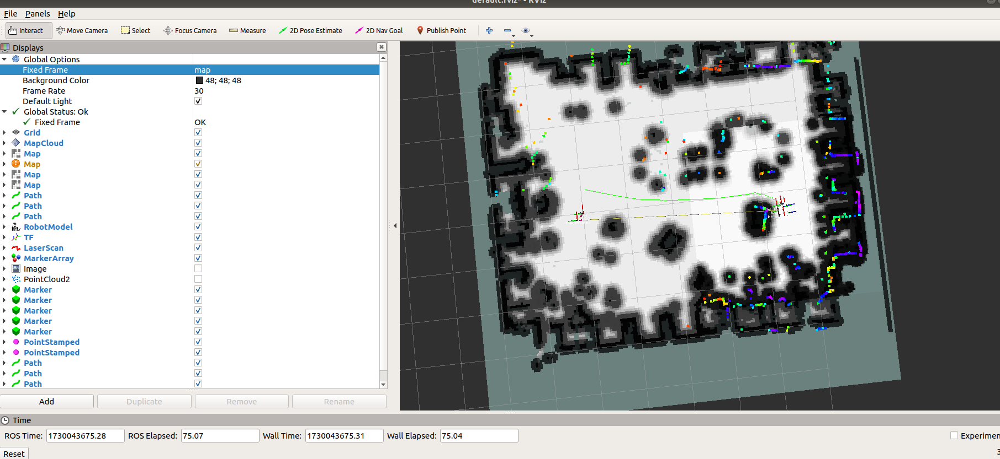 default.rviz* - RViz
File Panels Help
Interact Move Camera Select Focus Camera Measure 2D Pose Estimate 2D Nav Goal Publish Point
Displays
Global Options
Fixed Frame map
Background Color 48; 48; 48
Frame Rate 30
Default Light
Global Status: Ok
Fixed Frame OK
Grid
MapCloud
Map
Map
Map
Map
Path
Path
Path
RobotModel
TF
LaserScan
MarkerArray
Image
PointCloud2
Marker
Marker
Marker
Marker
Marker
PointStamped
PointStamped
Path
Path
Path
Add Duplicate Remove Rename
Time
ROS Time: 1730043675.28 ROS Elapsed: 75.07 Wall Time: 1730043675.31 Wall Elapsed: 75.04 Experimen
Reset